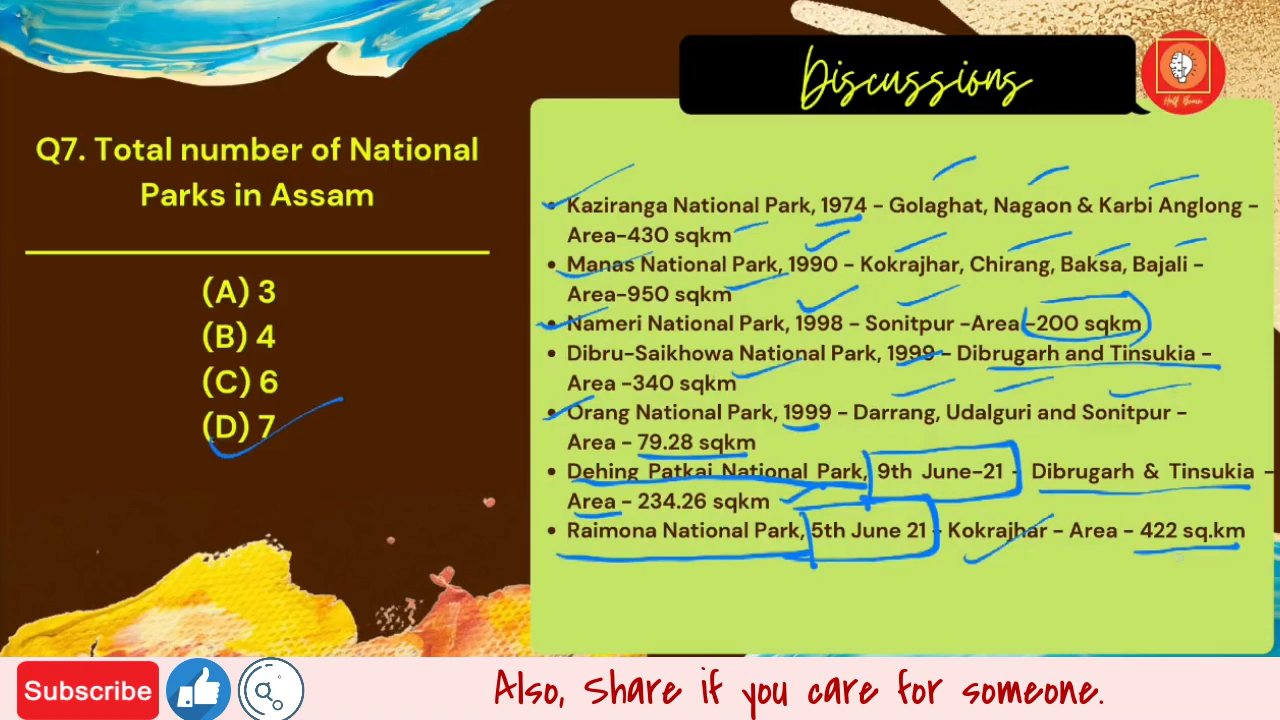 Discussions
Half Brain
Q7. Total number of National
Parks in Assam
(A) 3
(B) 4
(C) 6
(D) 7
• Kaziranga National Park, 1974 - Golaghat, Nagaon & Karbi Anglong -
Area-430 sqkm
• Manas National Park, 1990 - Kokrajhar, Chirang, Baksa, Bajali -
Area-950 sqkm
• Nameri National Park, 1998 - Sonitpur -Area -200 sqkm
• Dibru-Saikhowa National Park, 1999 - Dibrugarh and Tinsukia -
Area -340 sqkm
• Orang National Park, 1999 - Darrang, Udalguri and Sonitpur -
Area - 79.28 sqkm
• Dehing Patkai National Park, 9th June-21 - Dibrugarh & Tinsukia -
Area - 234.26 sqkm
• Raimona National Park, 5th June 21 - Kokrajhar - Area - 422 sq.km
Subscribe
Also, Share if you care for someone.